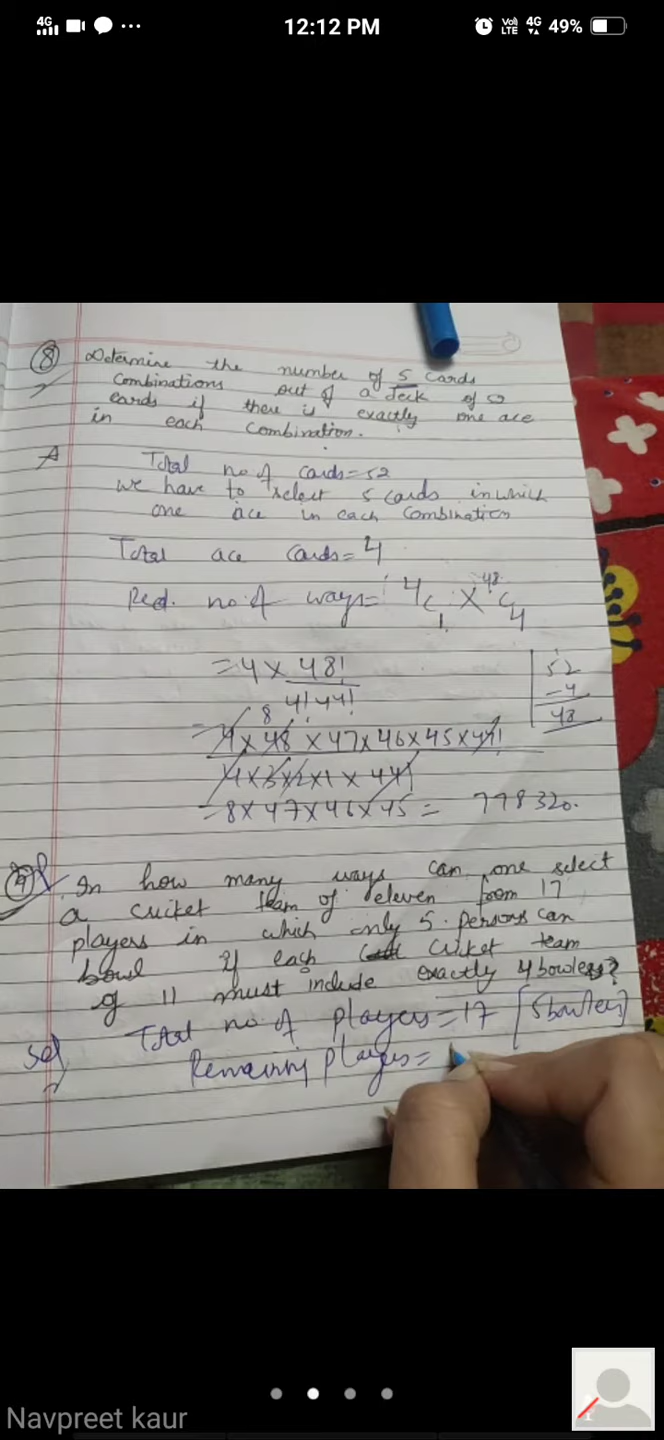 4G
12:12 PM
VoI) LTE 4G 49%
8 Determine the number of 5 cards
combinations out of a deck of
cards if there is exactly one ace
in each combination.
A Total no. of cards=52
we have to select 5 cards in which
one ace in each combination
Total ace cards=4
Red. no. of ways= 4C1 × 48C4
=4× 48!
4! 44!
52
-4
48
8
= 4×48×47×46×45×44!
4×3×2×1×44!
=8×47×46×45= 778320.
In how many ways can one select
a cricket team of eleven from 17
players in which only 5 persons can
bowl if each cricket team
of 11 must include exactly 4 bowlers?
Sol Total no. of players=17 [5 bowlers]
Remaining players=
Navpreet kaur